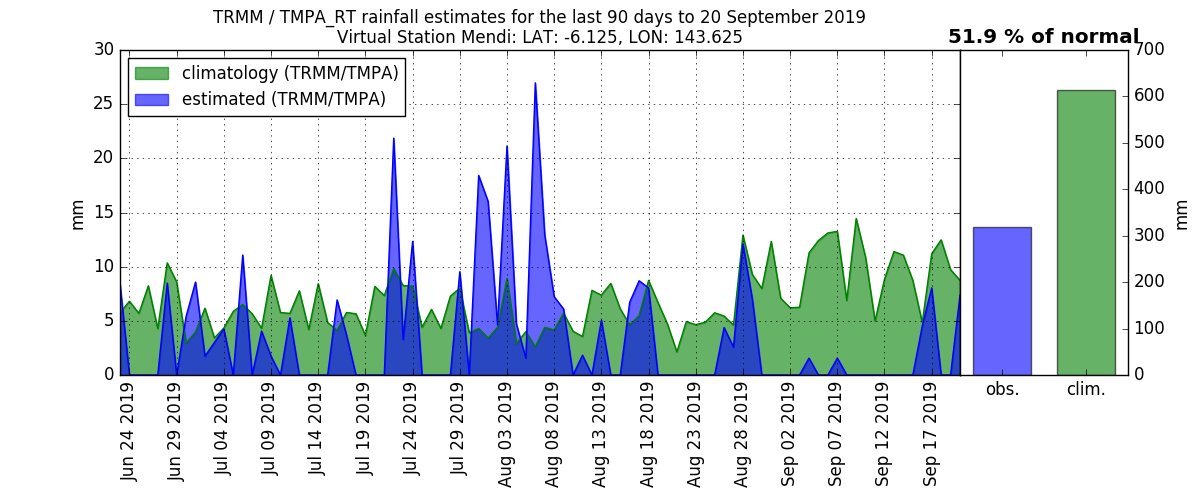 TRMM / TMPA_RT rainfall estimates for the last 90 days to 20 September 2019
Virtual Station Mendi: LAT: -6.125, LON: 143.625
51.9 % of normal
climatology (TRMM/TMPA)
estimated (TRMM/TMPA)
30
25
20
15
10
5
0
mm
Jun 24 2019
Jun 29 2019
Jul 04 2019
Jul 09 2019
Jul 14 2019
Jul 19 2019
Jul 24 2019
Jul 29 2019
Aug 03 2019
Aug 08 2019
Aug 13 2019
Aug 18 2019
Aug 23 2019
Aug 28 2019
Sep 02 2019
Sep 07 2019
Sep 12 2019
Sep 17 2019
obs.
clim.
700
600
500
400
300
200
100
0
mm